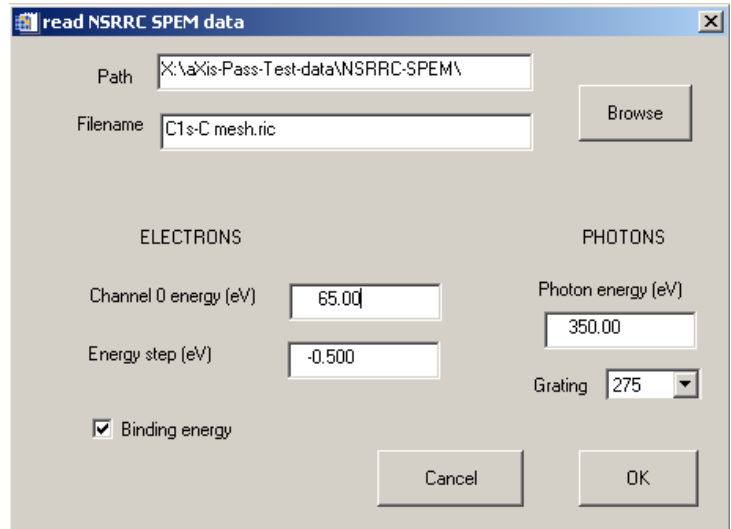 read NSRRC SPEM data
Path X:\aXis-Pass-Test-data\NSRRC-SPEM\
Browse
Filename C1s-C mesh.ric
ELECTRONS PHOTONS
Channel 0 energy (eV) 65.00 Photon energy (eV)
350.00
Energy step (eV) -0.500
Grating 275
Binding energy
Cancel OK